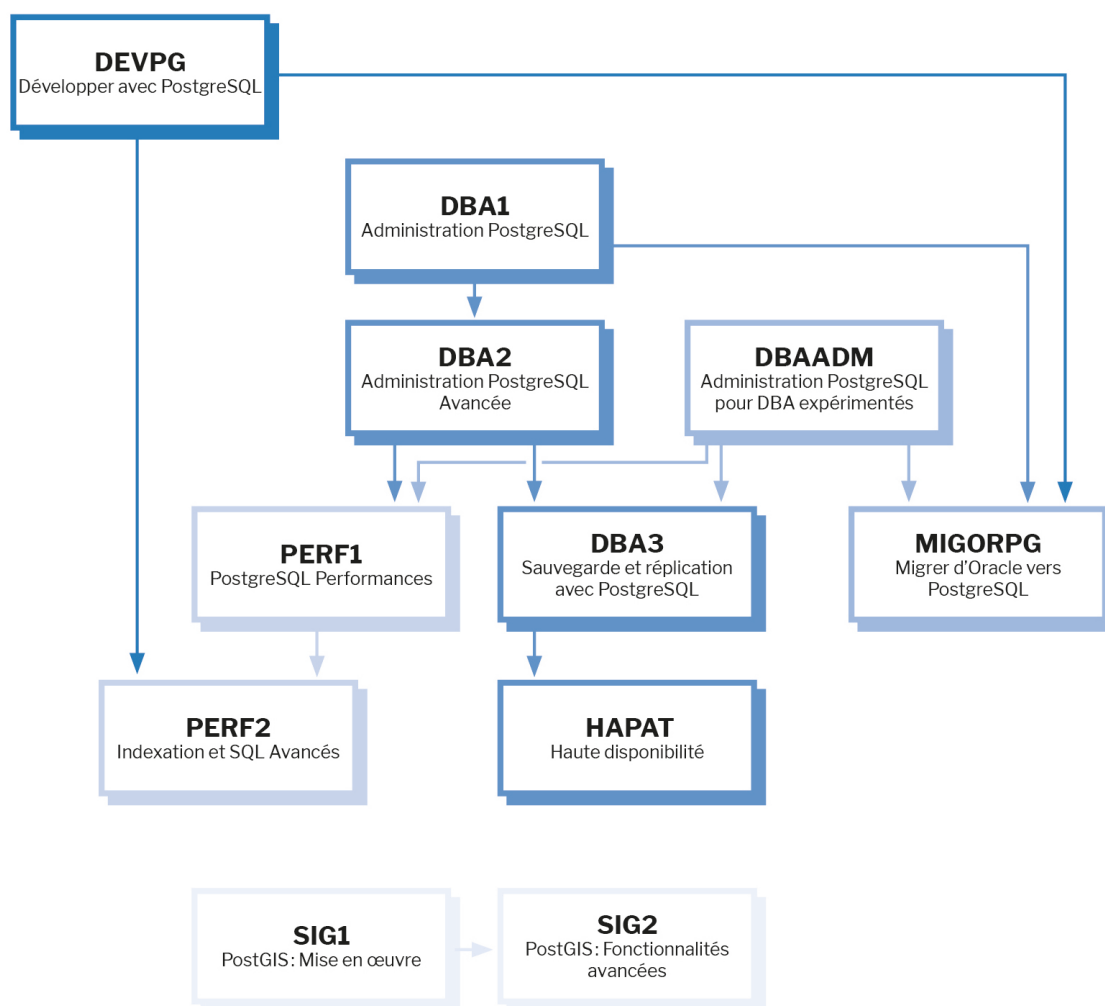 DEVPG
Développer avec PostgreSQL
DBA1
Administration PostgreSQL
DBA2
Administration PostgreSQL
Avancée
DBAADM
Administration PostgreSQL
pour DBA expérimentés
PERF1
PostgreSQL Performances
DBA3
Sauvegarde et réplication
avec PostgreSQL
MIGORPG
Migrer d’Oracle vers
PostgreSQL
PERF2
Indexation et SQL Avancés
HAPAT
Haute disponibilité
SIG1
PostGIS : Mise en œuvre
SIG2
PostGIS : Fonctionnalités
avancées